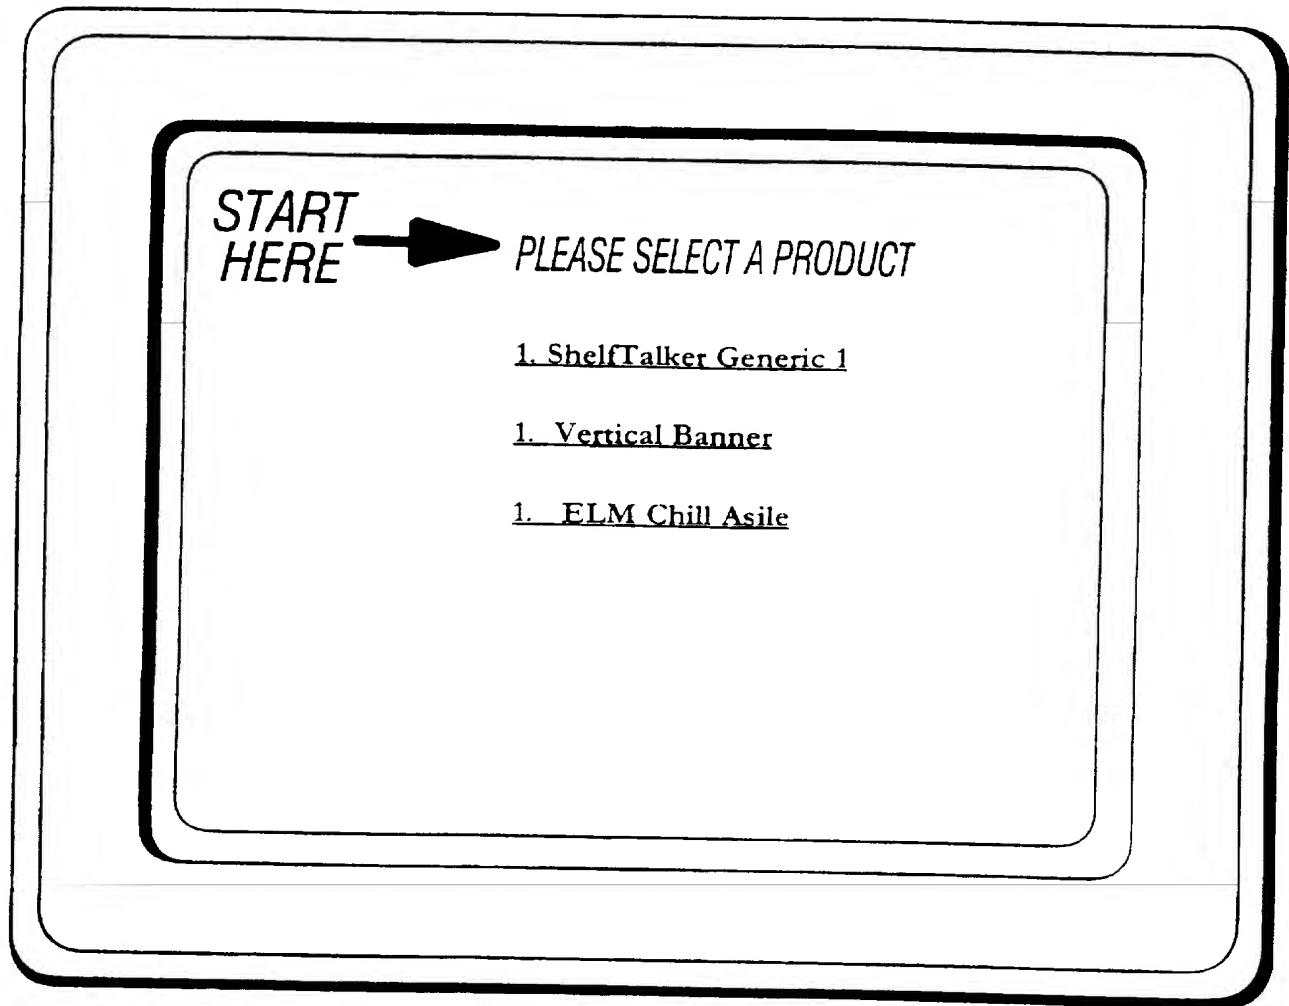 START
HERE
PLEASE SELECT A PRODUCT
1. ShelfTalker Generic 1
1. Vertical Banner
1. ELM Chill Asile